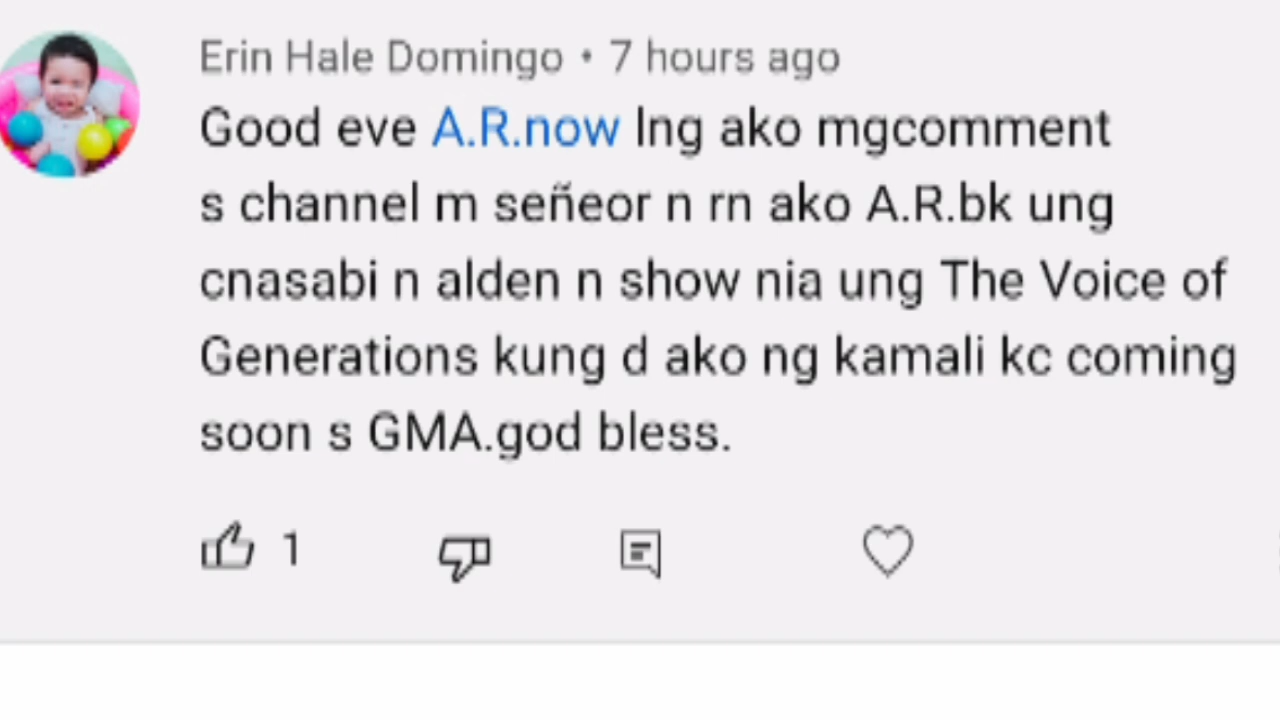 Erin Hale Domingo • 7 hours ago
Good eve A.R.now lng ako mgcomment
s channel m señeor n rn ako A.R.bk ung
cnasabi n alden n show nia ung The Voice of
Generations kung d ako ng kamali kc coming
soon s GMA.god bless.
1